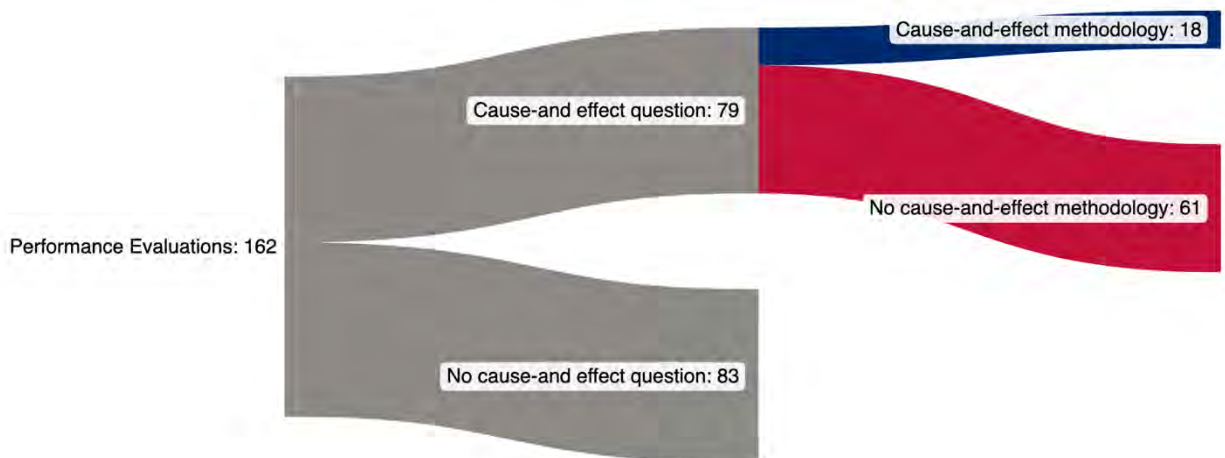 Cause-and-effect methodology: 18
Cause-and effect question: 79
No cause-and-effect methodology: 61
Performance Evaluations: 162
No cause-and effect question: 83